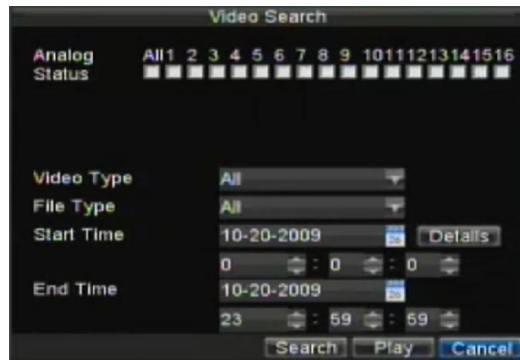 Video Search
Analog All 1 2 3 4 5 6 7 8 9 10 11 12 13 14 15 16
Status
Video Type All
File Type All
Start Time 10-20-2009 Details
0 : 0 : 0
End Time 10-20-2009
23 : 59 : 59
Search Play Cancel